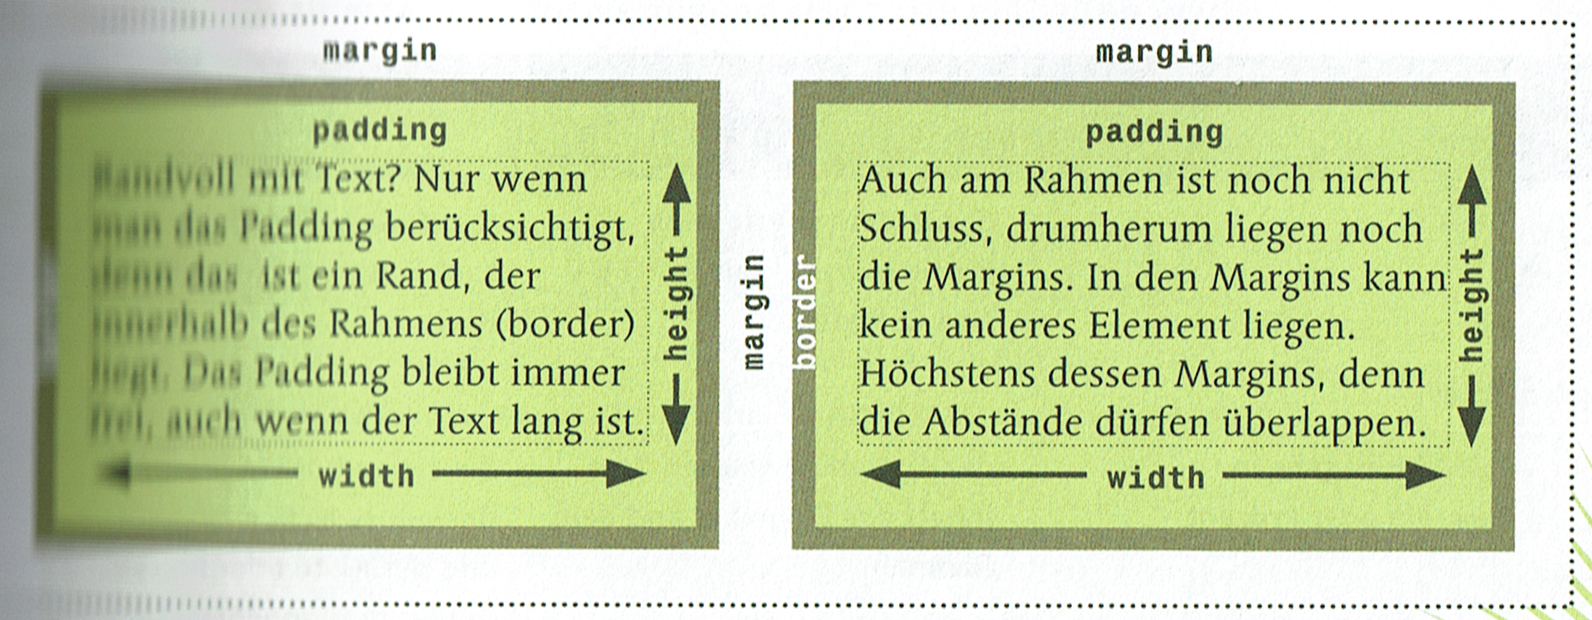 margin
padding
Randvoll mit Text? Nur wenn
man das Padding berücksichtigt,
denn das ist ein Rand, der
innerhalb des Rahmens (border)
liegt. Das Padding bleibt immer
frei, auch wenn der Text lang ist.
height
width
margin
border
margin
padding
Auch am Rahmen ist noch nicht
Schluss, drumherum liegen noch
die Margins. In den Margins kann
kein anderes Element liegen.
Höchstens dessen Margins, denn
die Abstände dürfen überlappen.
height
width